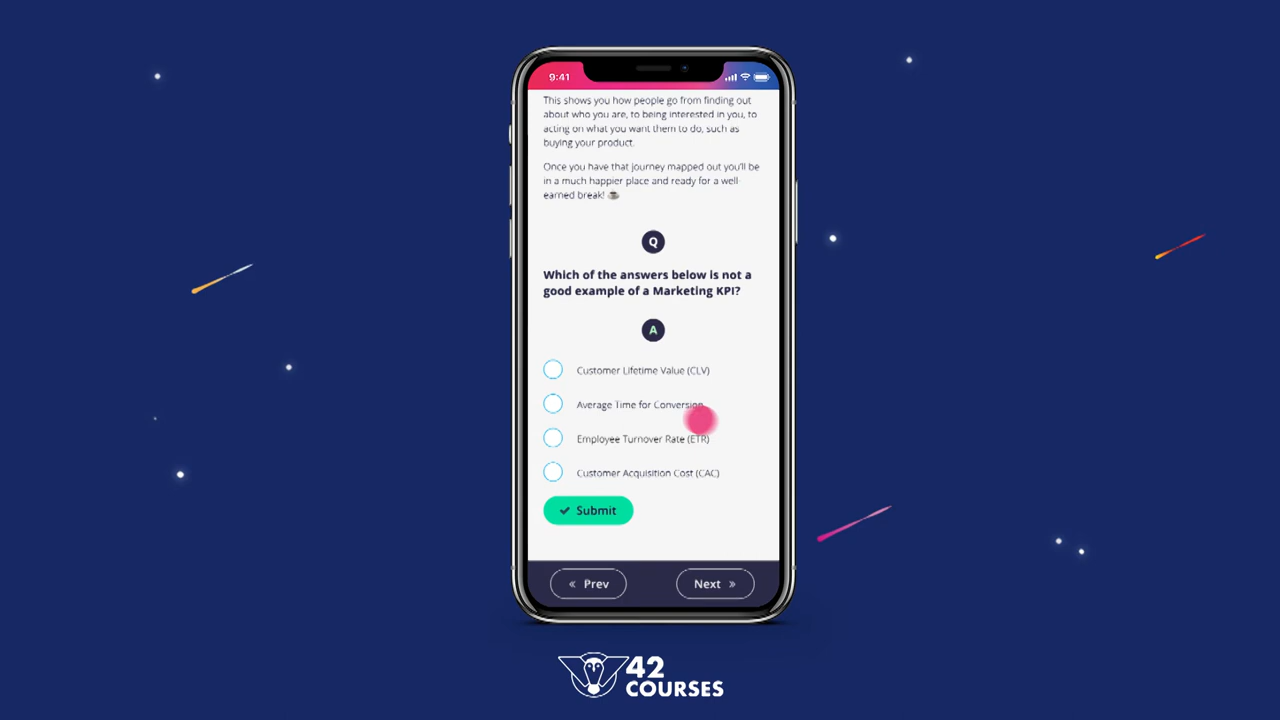 9:41
This shows you how people go from finding out
about who you are, to being interested in you, to
acting on what you want them to do, such as
buying your product.
Once you have that journey mapped out you'll be
in a much happier place and ready for a well-
earned break! ☕
Q
Which of the answers below is not a
good example of a Marketing KPI?
A
Customer Lifetime Value (CLV)
Average Time for Conversion
Employee Turnover Rate (ETR)
Customer Acquisition Cost (CAC)
Submit
« Prev
Next »
42
COURSES